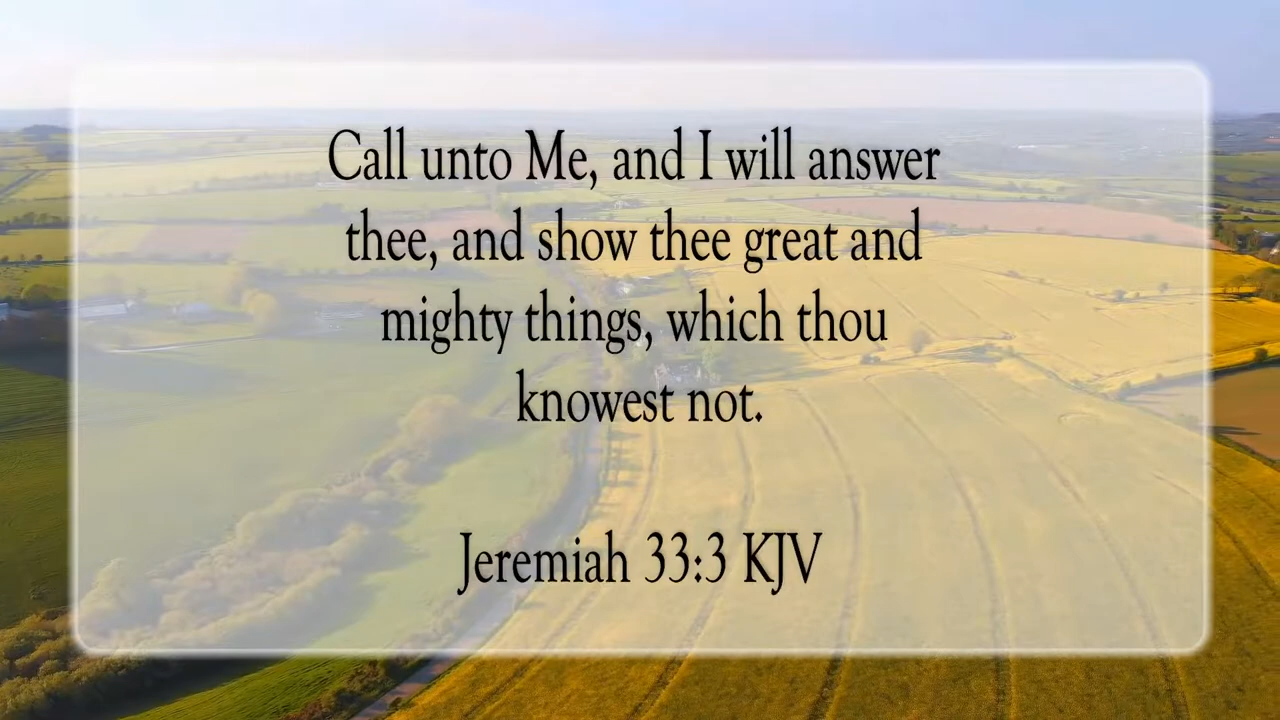 Call unto Me, and I will answer
thee, and show thee great and
mighty things, which thou
knowest not.
Jeremiah 33:3 KJV